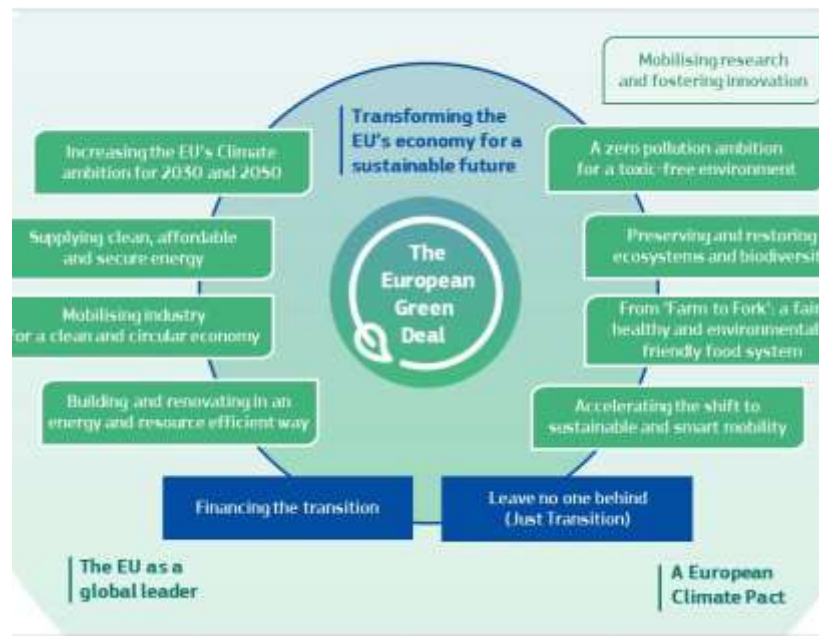 Mobilising research
and fostering innovation
Transforming the
EU's economy for a
sustainable future
Increasing the EU's Climate
ambition for 2030 and 2050
A zero pollution ambition
for a toxic-free environment
Supplying clean, affordable
and secure energy
Preserving and restoring
ecosystems and biodiversit
The
European
Green
Deal
Mobilising industry
for a clean and circular economy
From 'Farm to Fork': a fair
healthy and environmental
friendly food system
Building and renovating in an
energy and resource efficient way
Accelerating the shift to
sustainable and smart mobility
Financing the transition
Leave no one behind
(Just Transition)
The EU as a
global leader
A European
Climate Pact